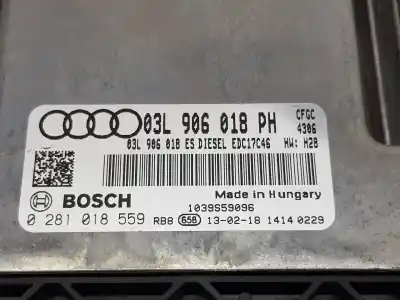 03L 906 018 PH CFGC
03L 906 018 ES DIESEL EDC17C46 4306
HW: H28
BOSCH Made in Hungary
1039S59096
0 281 018 559 RBB 658 13-02-18 1414 0229